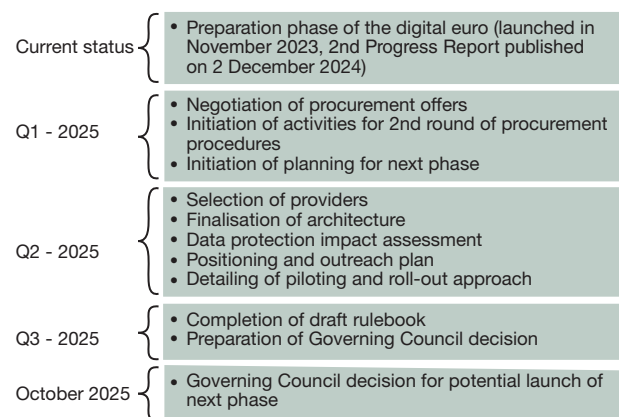 Current status
• Preparation phase of the digital euro (launched in
November 2023, 2nd Progress Report published
on 2 December 2024)
Q1 - 2025
• Negotiation of procurement offers
• Initiation of activities for 2nd round of procurement
procedures
• Initiation of planning for next phase
Q2 - 2025
• Selection of providers
• Finalisation of architecture
• Data protection impact assessment
• Positioning and outreach plan
• Detailing of piloting and roll-out approach
Q3 - 2025
• Completion of draft rulebook
• Preparation of Governing Council decision
October 2025
• Governing Council decision for potential launch of
next phase